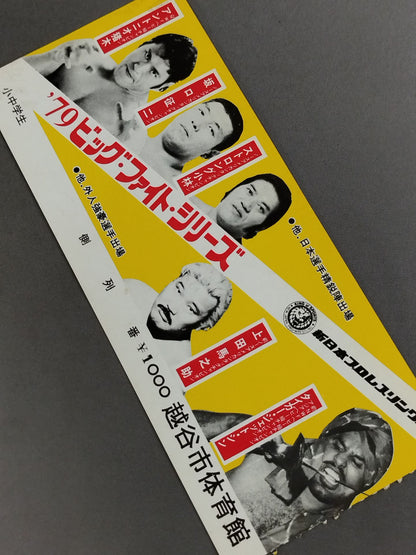 アントニオ猪木
坂口征二
ストロング小林
'79ビッグ・ファイト・シリーズ
小中学生
●他、外人強豪選手出場
●他、日本選手精鋭陣出場
側 列 番
¥1000
越谷市体育館
上田馬之助
タイガー・ジェット・シン
新日本プロレスリング